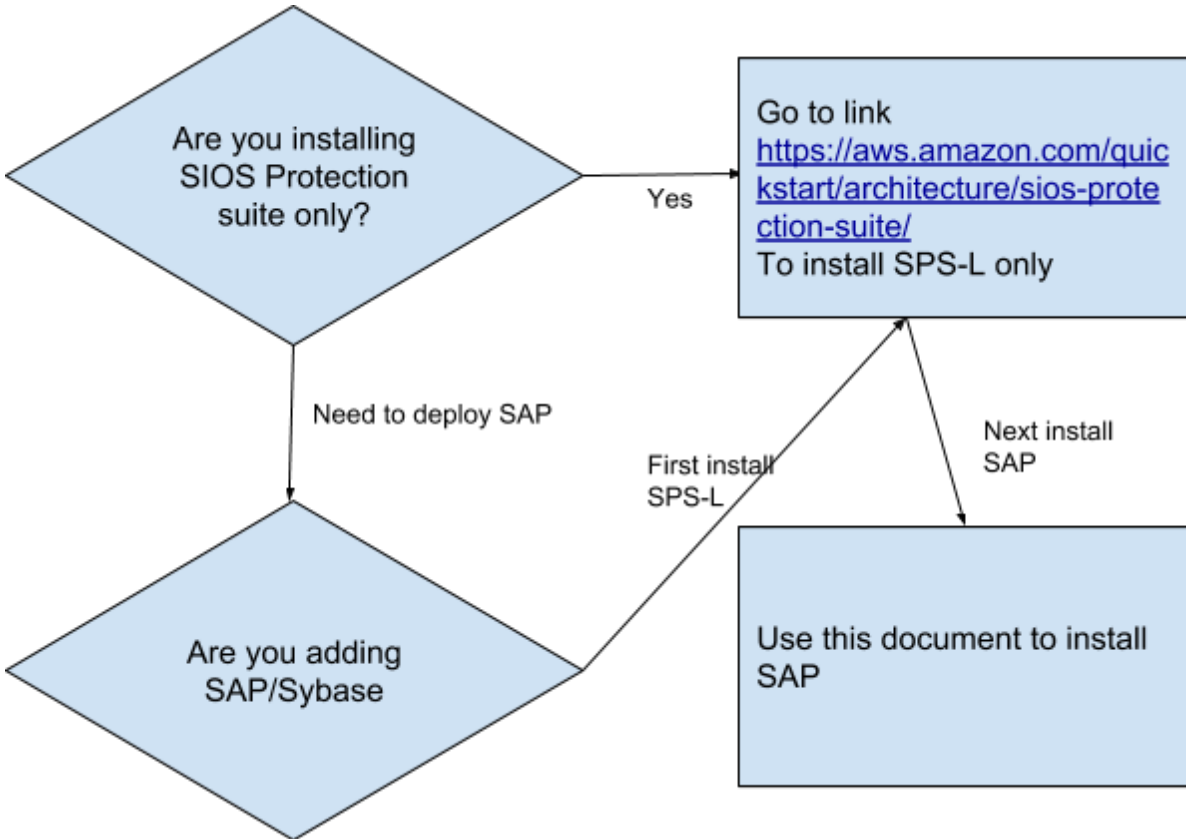 Are you installing
SIOS Protection
suite only?
Yes
Go to link
https://aws.amazon.com/quic
kstart/architecture/sios-prote
ction-suite/
To install SPS-L only
Need to deploy SAP
First install
SPS-L
Next install
SAP
Are you adding
SAP/Sybase
Use this document to install
SAP